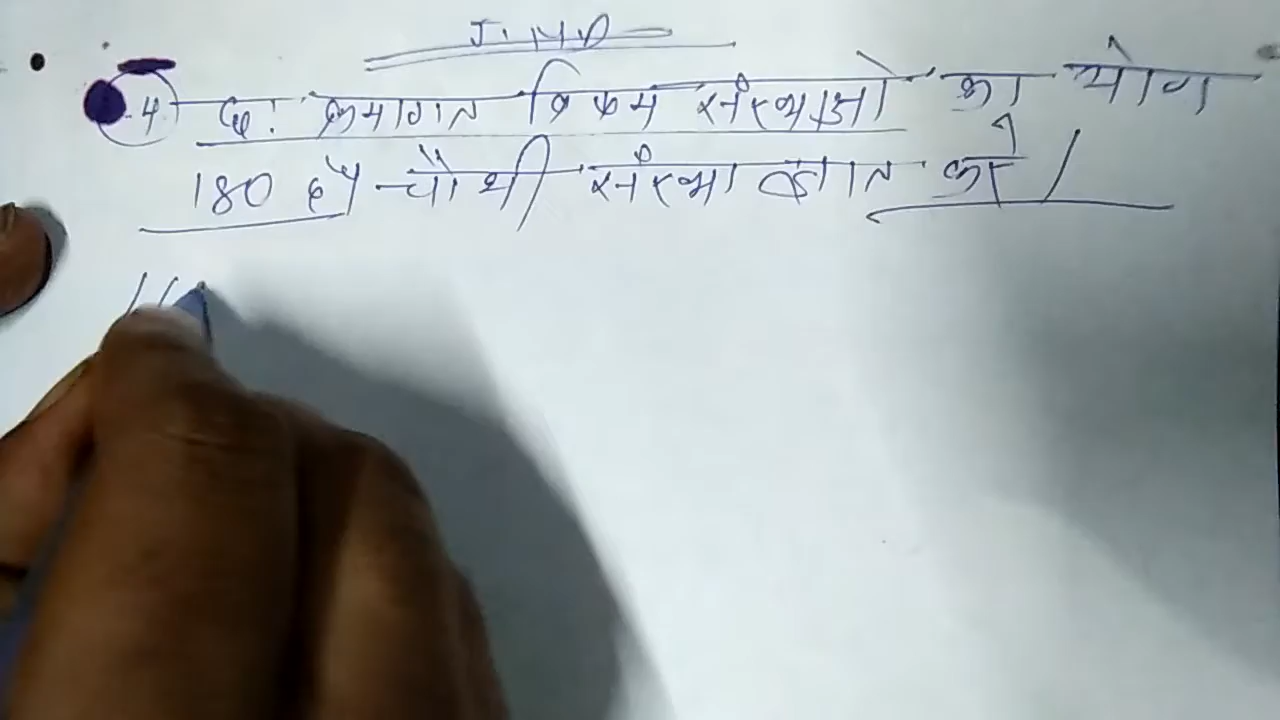 4. छः क्रमागत विषम संख्याओं का योग
180 है चौथी संख्या ज्ञात करें।